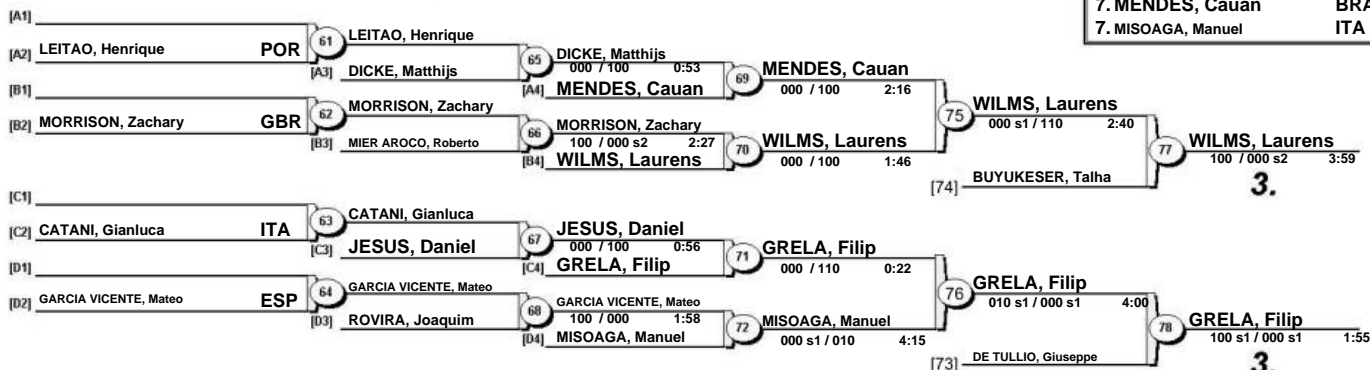 7. MENDES, Cauan BRA
7. MISOAGA, Manuel ITA
[A1]
[A2] LEITAO, Henrique POR
61
LEITAO, Henrique
[A3] DICKE, Matthijs
65
DICKE, Matthijs
000 / 100 0:53
[A4] MENDES, Cauan
69
MENDES, Cauan
000 / 100 2:16
[B1]
[B2] MORRISON, Zachary GBR
62
MORRISON, Zachary
[B3] MIER AROCO, Roberto
66
MORRISON, Zachary
100 / 000 s2 2:27
[B4] WILMS, Laurens
70
WILMS, Laurens
000 / 100 1:46
75
WILMS, Laurens
000 s1 / 110 2:40
[74] BUYUKESER, Talha
77
WILMS, Laurens
100 / 000 s2 3:59
3.
[C1]
[C2] CATANI, Gianluca ITA
63
CATANI, Gianluca
[C3] JESUS, Daniel
67
JESUS, Daniel
000 / 100 0:56
[C4] GRELA, Filip
71
GRELA, Filip
000 / 110 0:22
[D1]
[D2] GARCIA VICENTE, Mateo ESP
64
GARCIA VICENTE, Mateo
[D3] ROVIRA, Joaquim
68
GARCIA VICENTE, Mateo
100 / 000 1:58
[D4] MISOAGA, Manuel
72
MISOAGA, Manuel
000 s1 / 010 4:15
76
GRELA, Filip
010 s1 / 000 s1 4:00
[73] DE TULLIO, Giuseppe
78
GRELA, Filip
100 s1 / 000 s1 1:55
3.